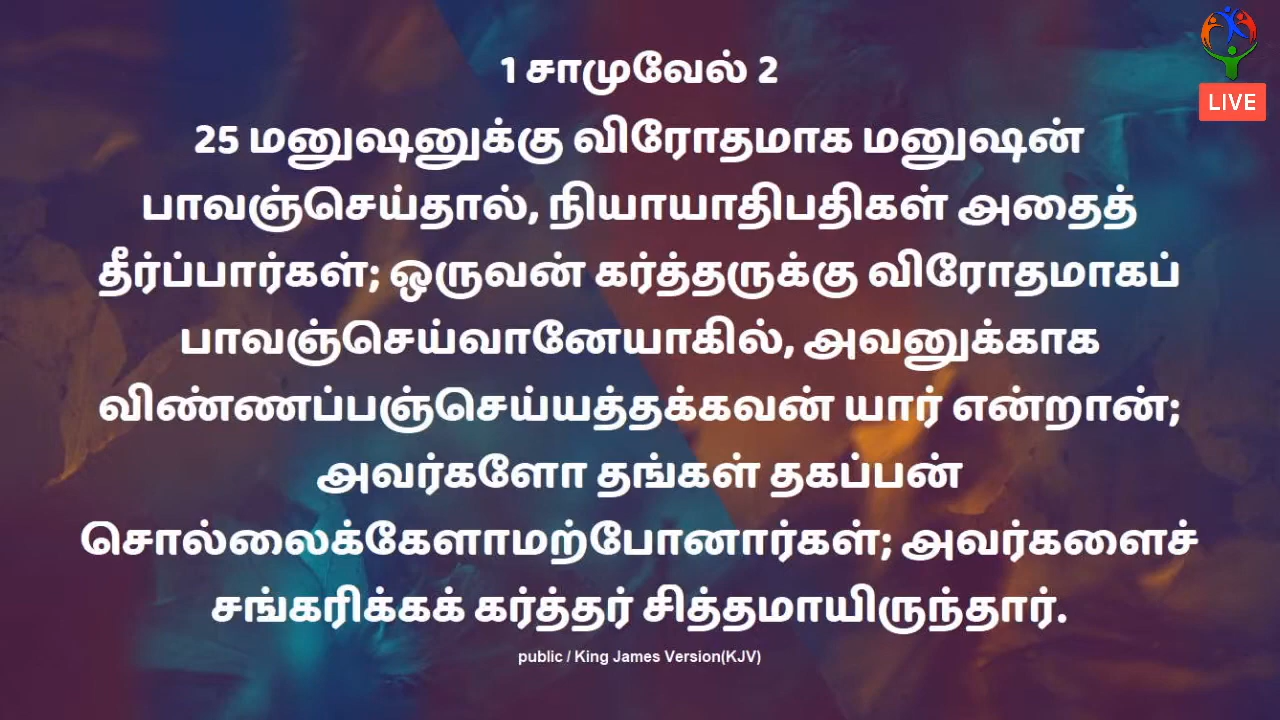 1 சாமுவேல் 2
LIVE
25 மனுஷனுக்கு விரோதமாக மனுஷன்
பாவஞ்செய்தால், நியாயாதிபதிகள் அதைத்
தீர்ப்பார்கள்; ஒருவன் கர்த்தருக்கு விரோதமாகப்
பாவஞ்செய்வானேயாகில், அவனுக்காக
விண்ணப்பஞ்செய்யத்தக்கவன் யார் என்றான்;
அவர்களோ தங்கள் தகப்பன்
சொல்லைக்கேளாமற்போனார்கள்; அவர்களைச்
சங்கரிக்கக் கர்த்தர் சித்தமாயிருந்தார்.
public / King James Version(KJV)